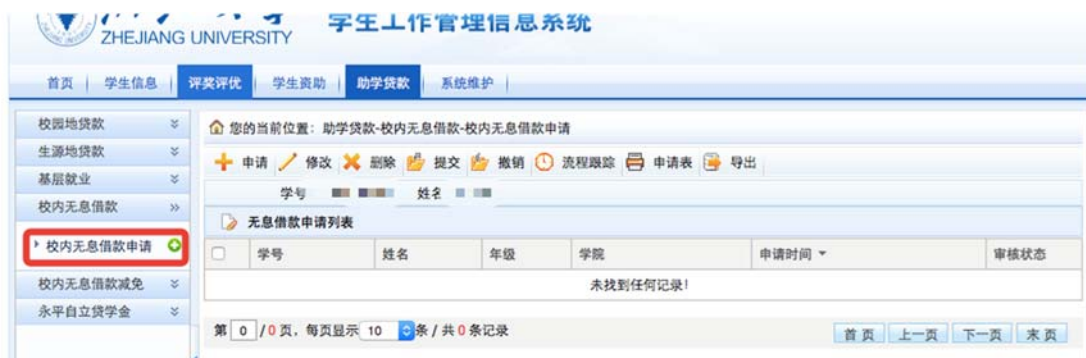 学生工作管理信息系统
ZHEJIANG UNIVERSITY
首页 学生信息 评奖评优 学生资助 助学贷款 系统维护
校园地贷款
生源地贷款
基层就业
校内无息借款
校内无息借款申请
校内无息借款减免
永平自立贷学金
您的当前位置：助学贷款-校内无息借款-校内无息借款申请
申请 修改 删除 提交 撤销 流程跟踪 申请表 导出
学号 姓名
无息借款申请列表
学号 姓名 年级 学院 申请时间 审核状态
未找到任何记录!
第 0 / 0 页，每页显示 10 条 / 共 0 条记录
首页 上一页 下一页 末页